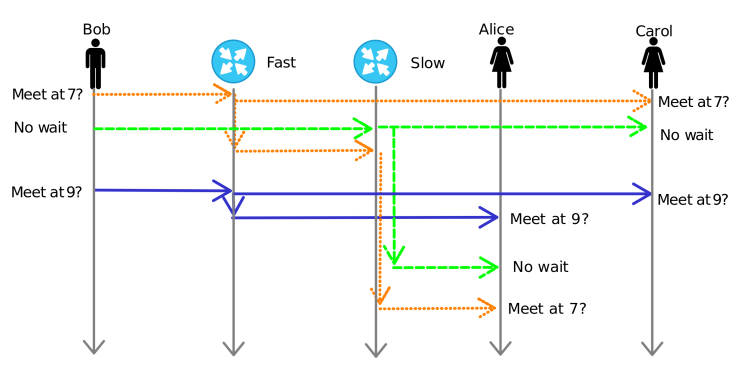 Bob
Fast
Slow
Alice
Carol
Meet at 7?
Meet at 7?
No wait
No wait
Meet at 9?
Meet at 9?
Meet at 9?
No wait
Meet at 7?